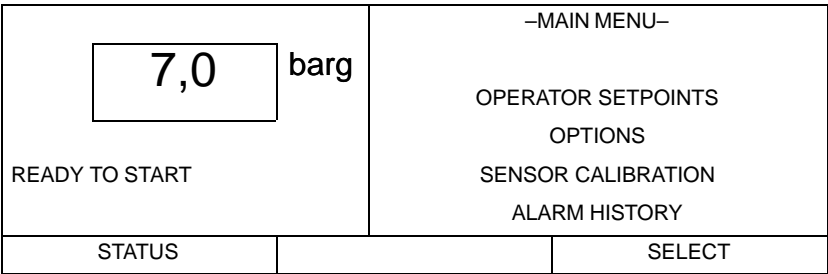 7,0 barg
READY TO START
–MAIN MENU–
OPERATOR SETPOINTS
OPTIONS
SENSOR CALIBRATION
ALARM HISTORY
STATUS
SELECT